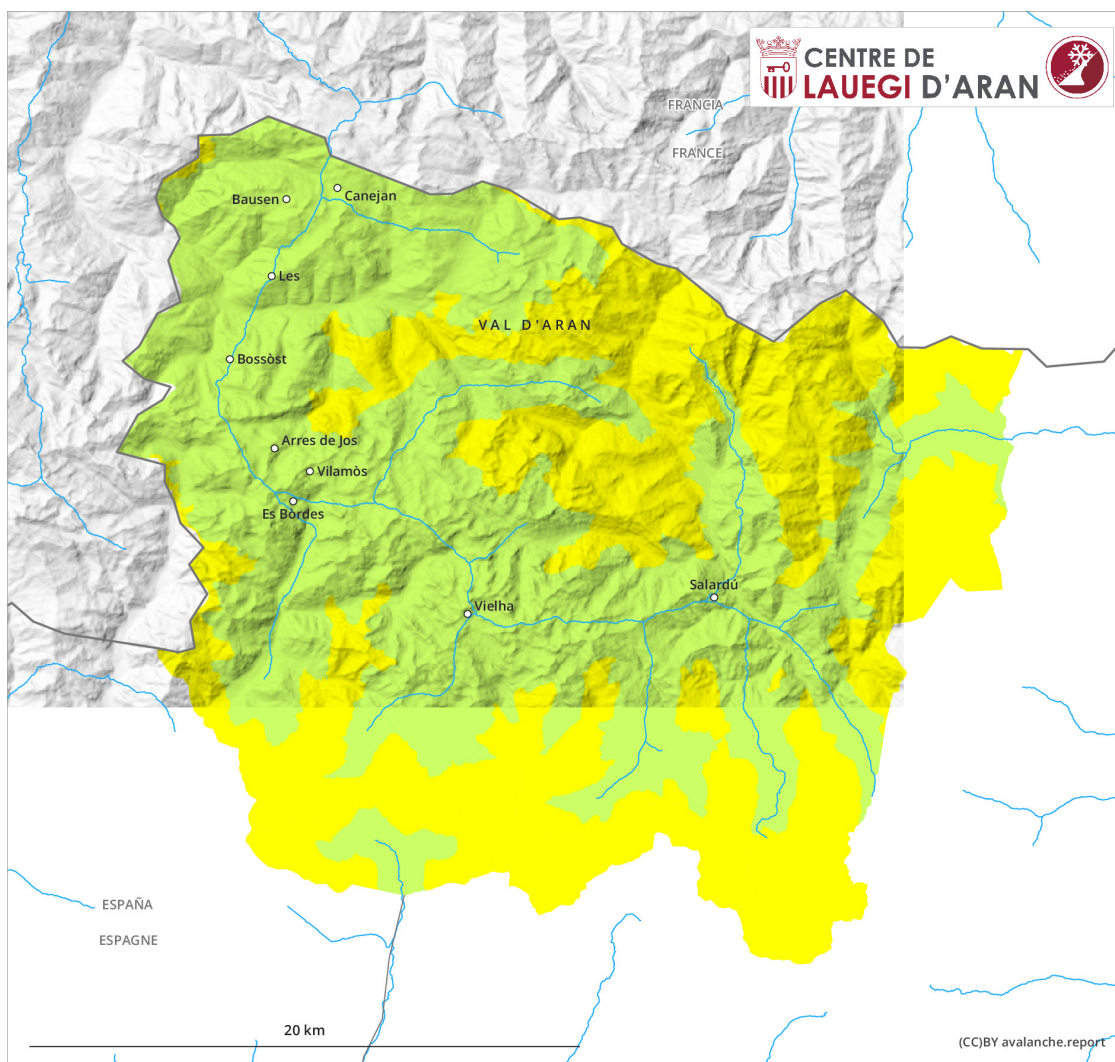 CENTRE DE
LAUEGI D'ARAN
FRANCIA
FRANCE
Bausen
Canejan
Les
VAL D'ARAN
Bossòst
Arres de Jos
Vilamòs
Es Bòrdes
Salardú
Vielha
ESPAÑA
ESPAGNE
20 km
(CC)BY avalanche.report